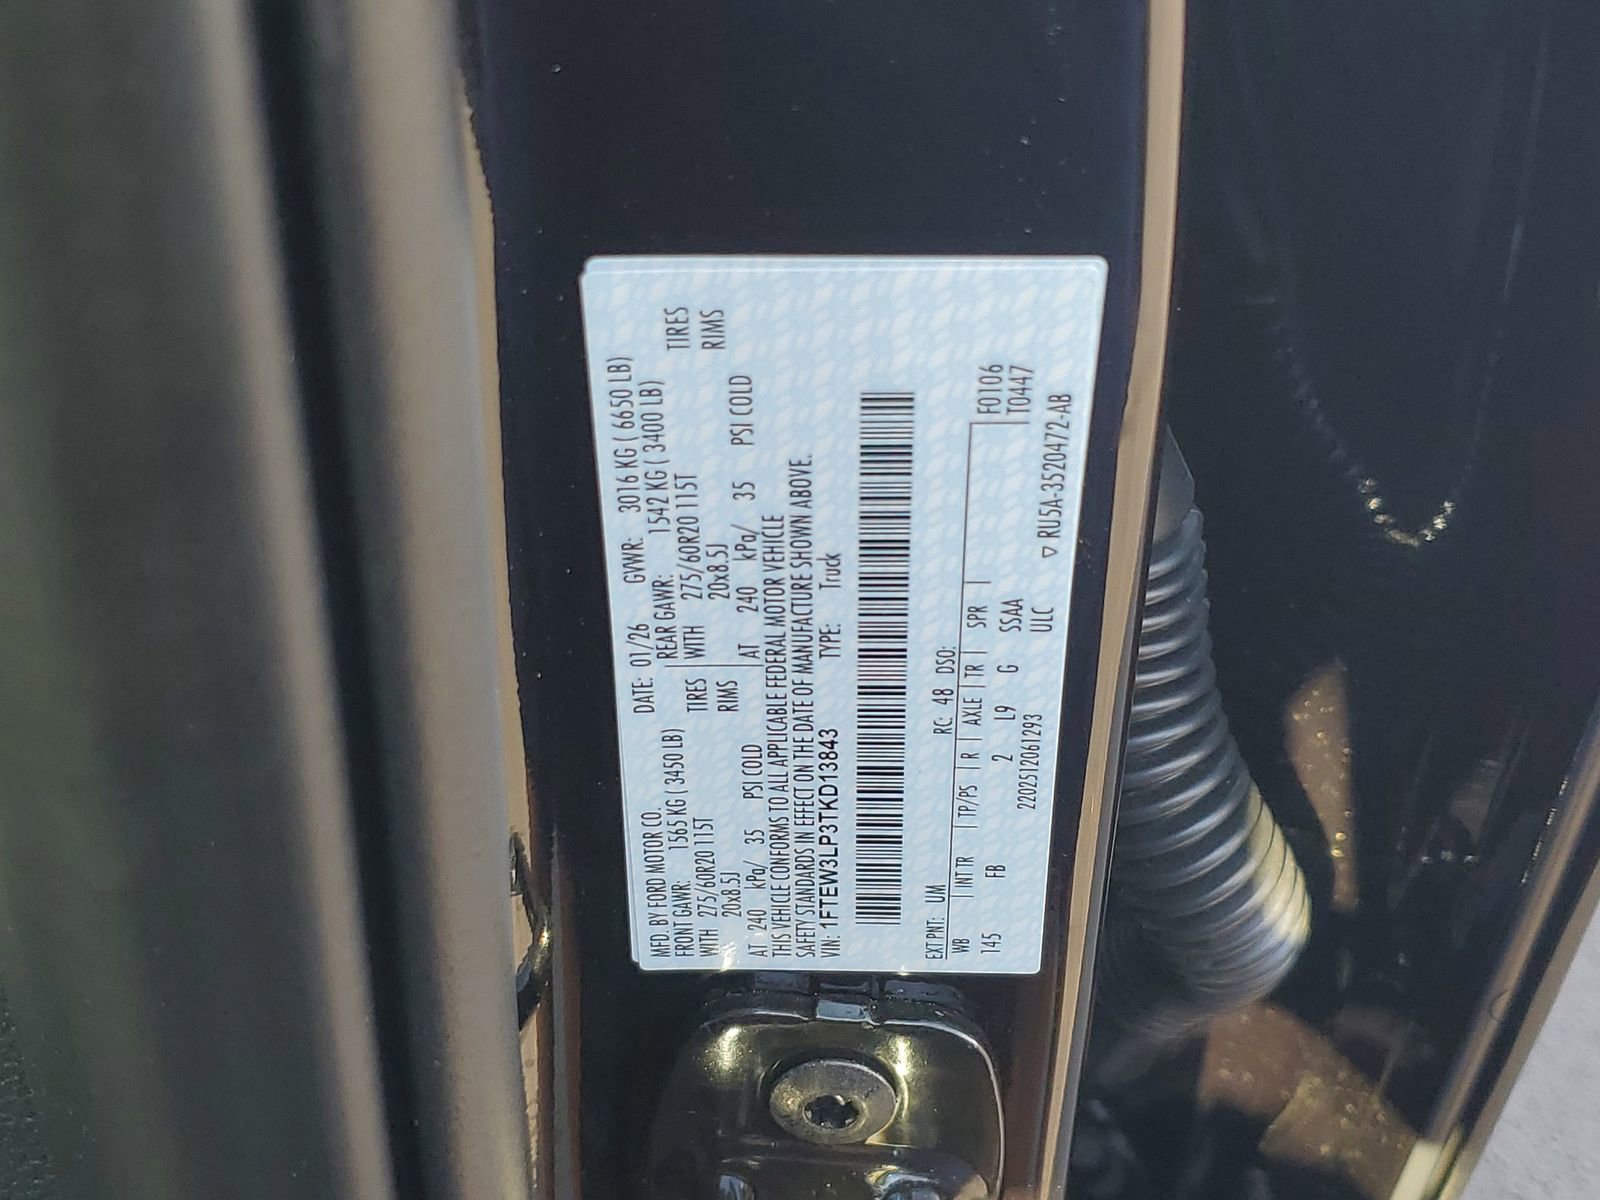 MFD. BY FORD MOTOR CO.
DATE: 01/26 GVWR: 3016 KG ( 6650 LB)
FRONT GAWR: 1565 KG ( 3450 LB) REAR GAWR: 1542 KG ( 3400 LB)
WITH 275/60R20 115T TIRES WITH 275/60R20 115T TIRES
20x8.5J RIMS 20x8.5J RIMS
AT 240 kPa/ 35 PSI COLD AT 240 kPa/ 35 PSI COLD
THIS VEHICLE CONFORMS TO ALL APPLICABLE FEDERAL MOTOR VEHICLE
SAFETY STANDARDS IN EFFECT ON THE DATE OF MANUFACTURE SHOWN ABOVE.
VIN: 1FTEW3LP3TKD13843 TYPE: Truck
EXT PNT: UM RC: 48 DSO:
WB INT TR TP/PS R AXLE TR SPR F0106
145 FB 2 L9 G SSAA T0447
2202512061293 ULC
▽ RU5A-3520472-AB